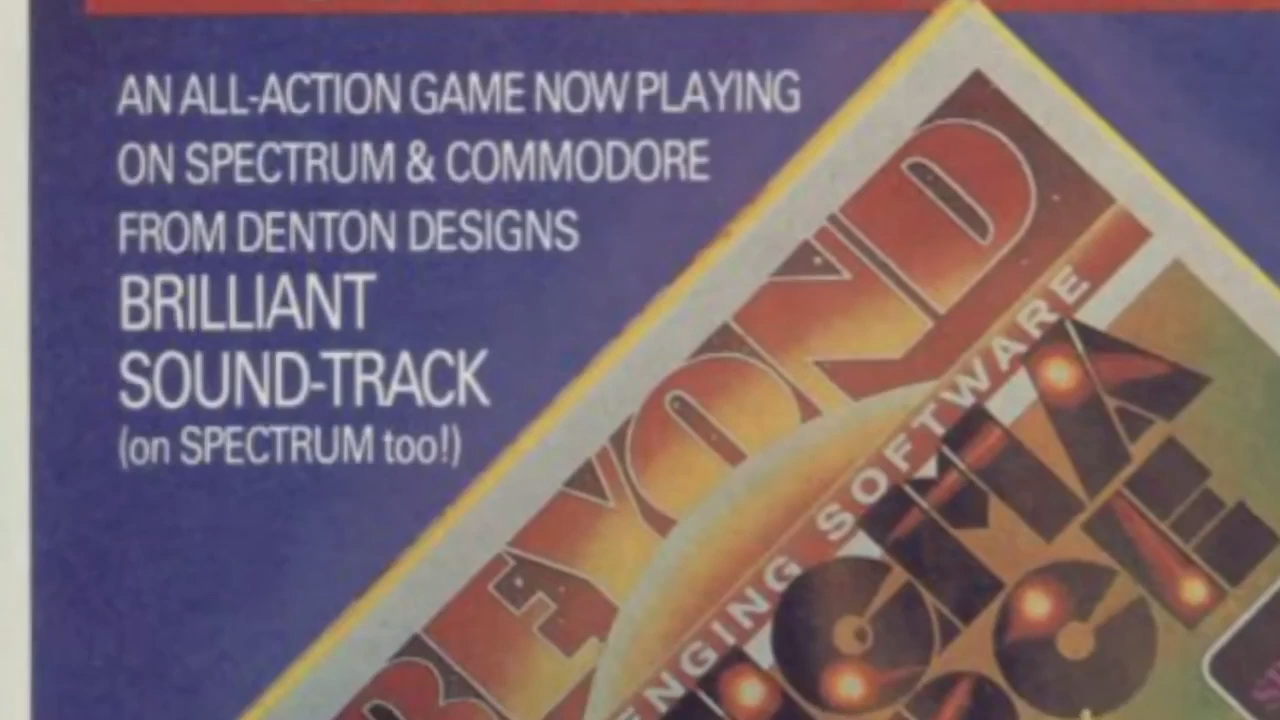 AN ALL-ACTION GAME NOW PLAYING
ON SPECTRUM & COMMODORE
FROM DENTON DESIGNS
BRILLIANT
SOUND-TRACK
(on SPECTRUM too!)
BEYOND
ENGING SOFTWARE